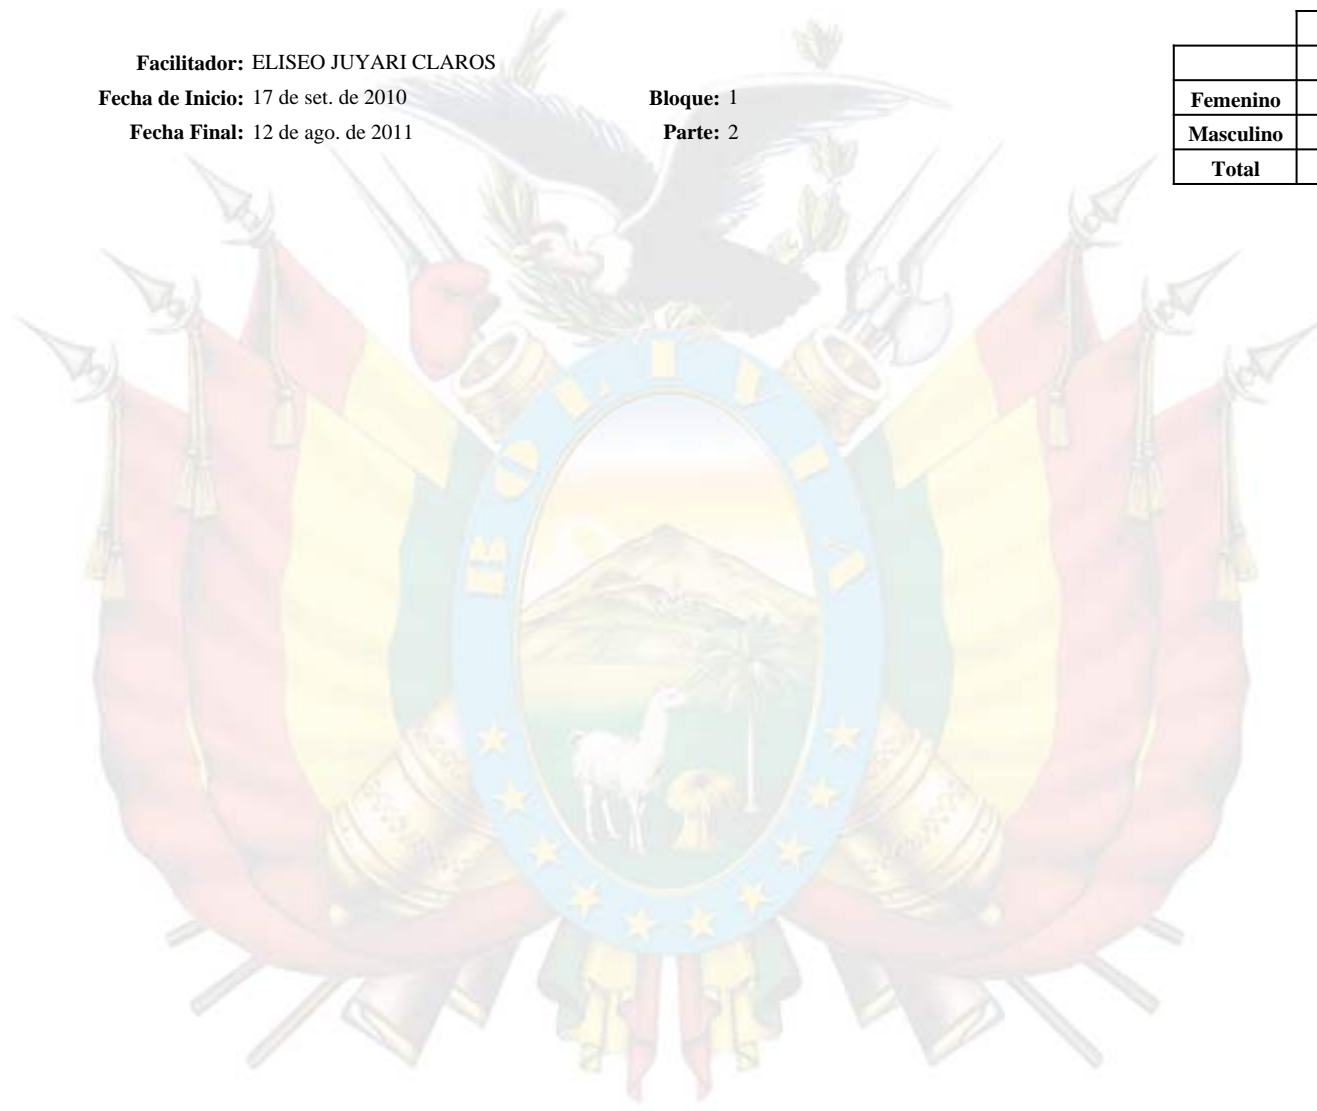 Facilitador: ELISEO JUYARI CLAROS
Fecha de Inicio: 17 de set. de 2010 Bloque: 1
Fecha Final: 12 de ago. de 2011 Parte: 2
Femenino
Masculino
Total
BOLIVIA